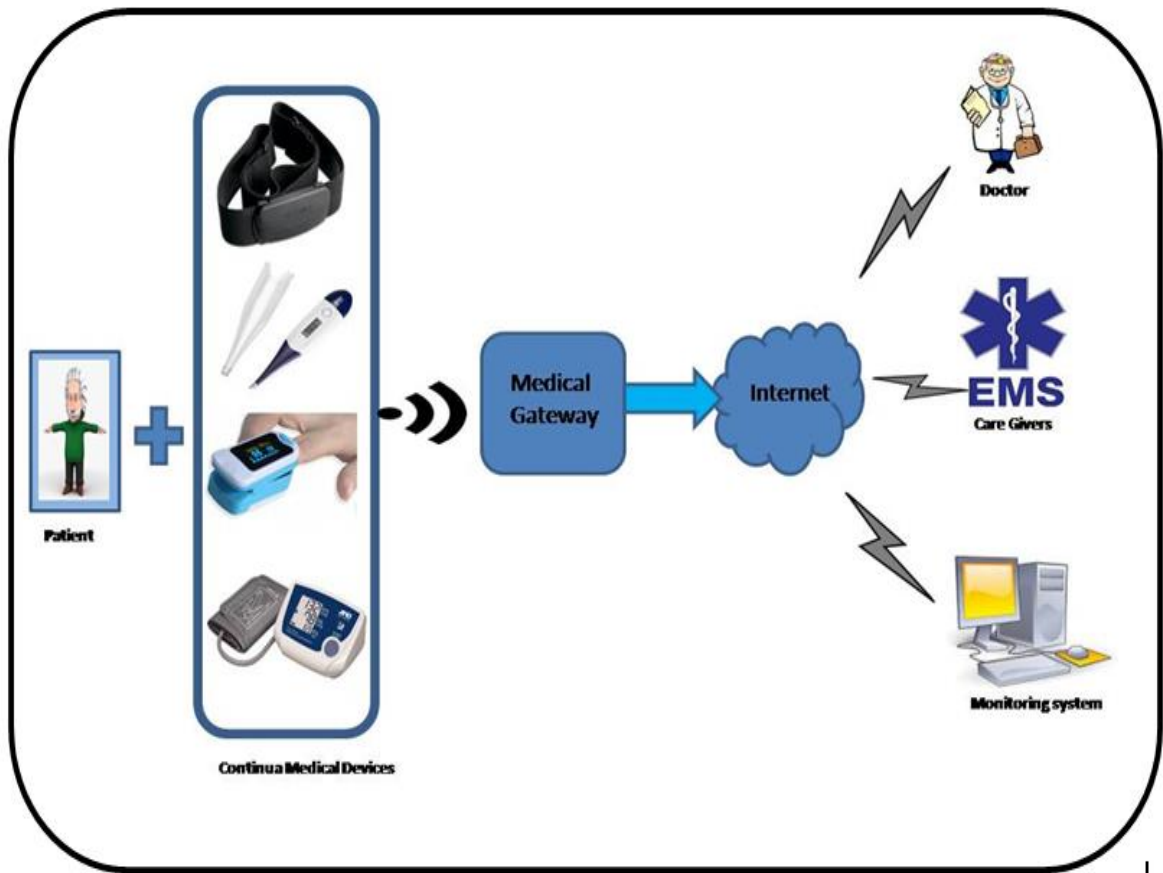 Patient
Continua Medical Devices
Medical
Gateway
Internet
Doctor
EMS
Care Givers
Monitoring system